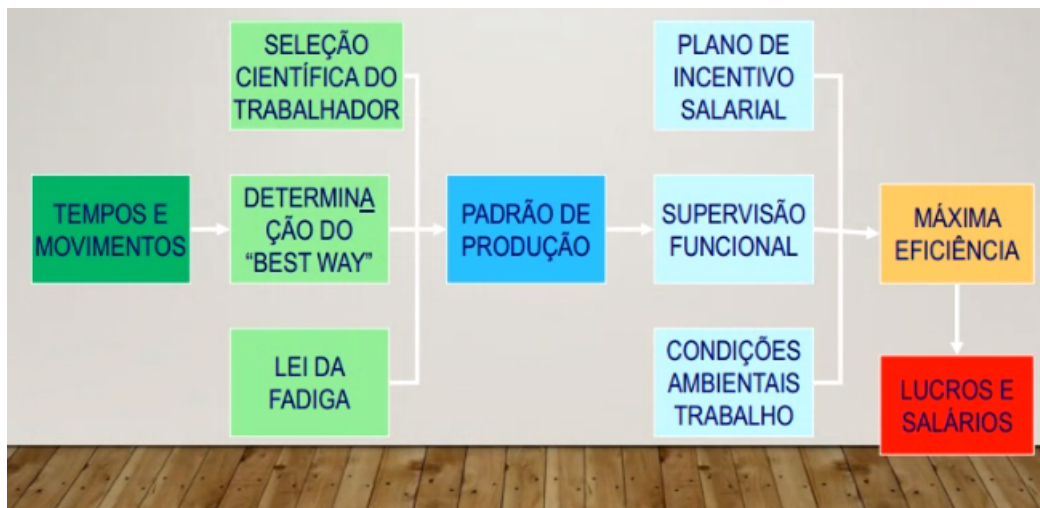 SELEÇÃO
CIENTÍFICA DO
TRABALHADOR
PLANO DE
INCENTIVO
SALARIAL
TEMPOS E
MOVIMENTOS
DETERMINA
ÇÃO DO
“BEST WAY”
PADRÃO DE
PRODUÇÃO
SUPERVISÃO
FUNCIONAL
MÁXIMA
EFICIÊNCIA
LEI DA
FADIGA
CONDIÇÕES
AMBIENTAIS
TRABALHO
LUCROS E
SALÁRIOS